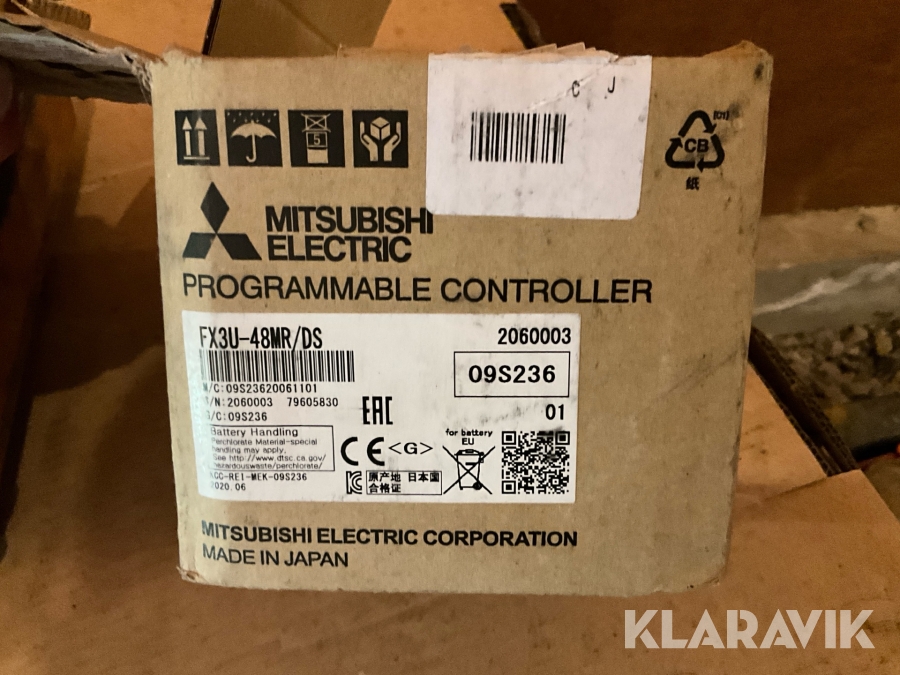 C J
5
[01]
CB
紙
MITSUBISHI
ELECTRIC
PROGRAMMABLE CONTROLLER
FX3U-48MR/DS 2060003
09S236
M/C:09S23620061101
S/N:2060003 79605830
G/C:09S236
EAC
01
Battery Handling
Perchlorate Material-special
handling may apply.
See http://www.dtsc.ca.gov/
hazardouswaste/perchlorate/
CE <G>
for battery
EU
KCC-REI-MEK-09S236
2020.06
原产地 日本国
合格证
MITSUBISHI ELECTRIC CORPORATION
MADE IN JAPAN
KLARAVIK